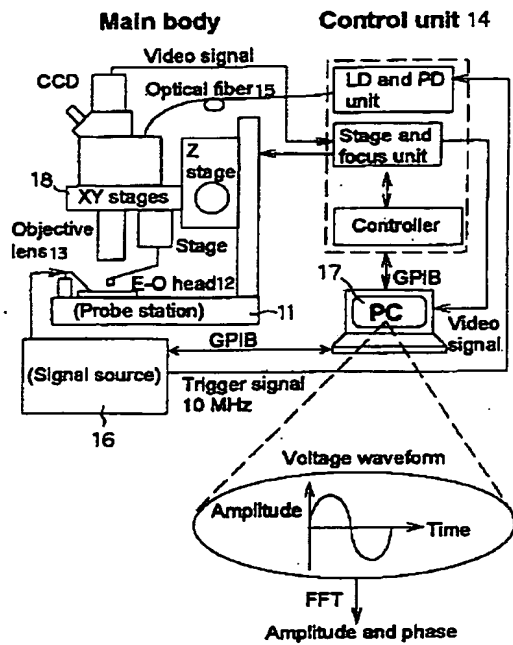 Main body
Control unit 14
Video signal
CCD
Optical fiber 15
LD and PD unit
Stage and focus unit
Z stage
18
XY stages
Controller
Objective lens 13
Stage
E-O head 12
GPIB
(Probe station)
11
17
PC
GPIB
Video signal
(Signal source)
Trigger signal
10 MHz
16
Voltage waveform
Amplitude
Time
FFT
Amplitude and phase